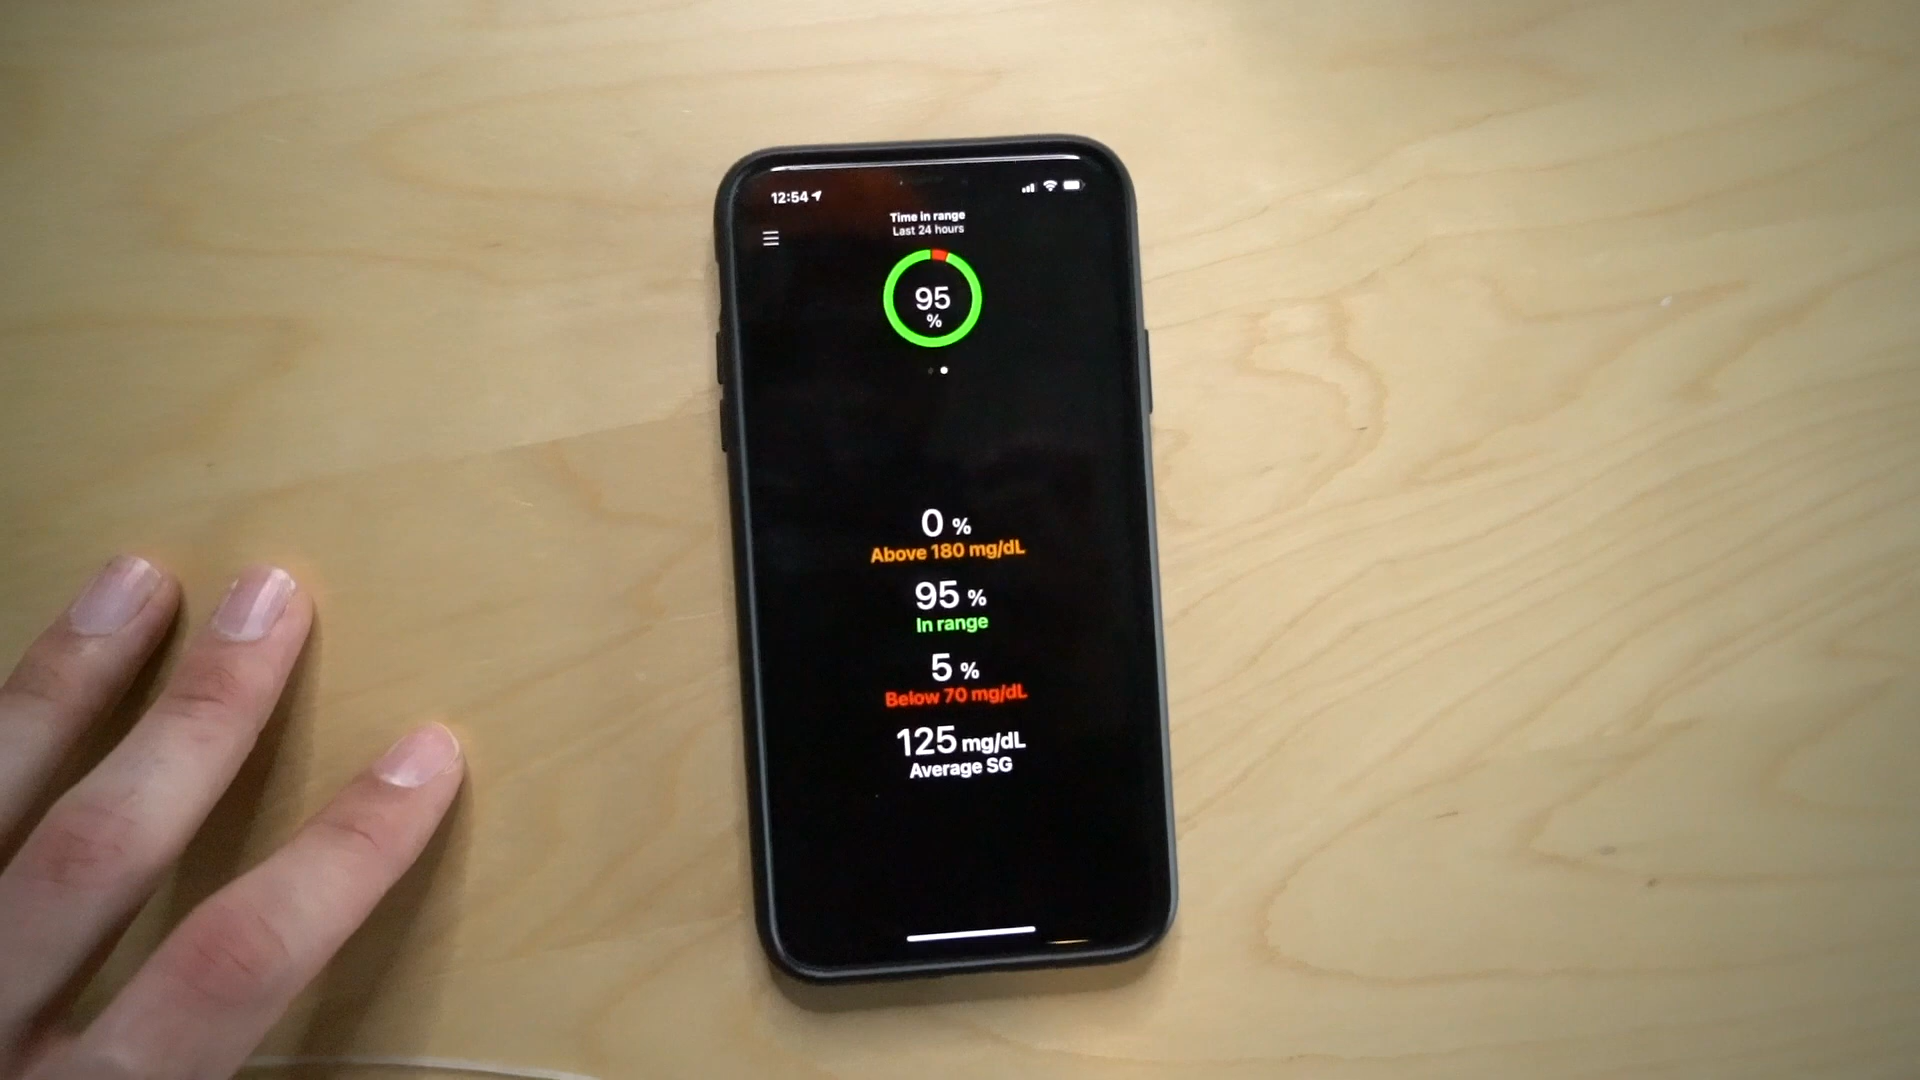 12:54
Time in range
Last 24 hours
95
%
0 %
Above 180 mg/dL
95 %
In range
5 %
Below 70 mg/dL
125 mg/dL
Average SG